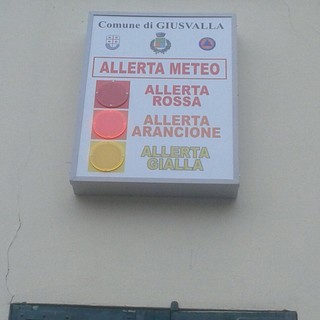 Comune di GIUSVALLA
ALLERTA METEO
ALLERTA
ROSSA
ALLERTA
ARANCIONE
ALLERTA
GIALLA